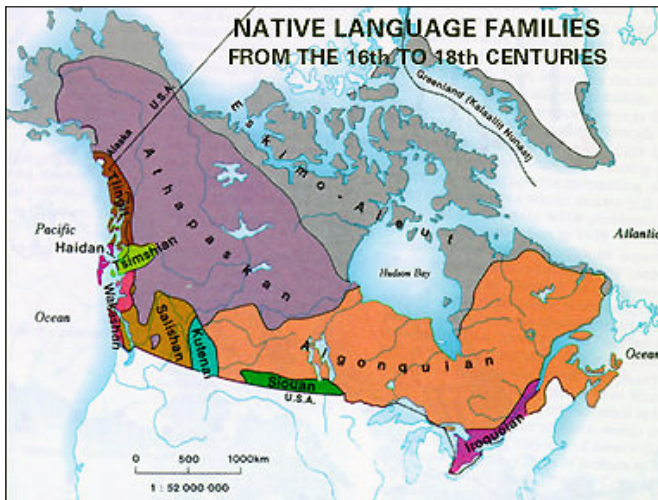 NATIVE LANGUAGE FAMILIES
FROM THE 16th TO 18th CENTURIES
Greenland (Kalaallit Nunaat)
U.S.A.
Alaska
Eskimo-Aleut
Athapaskan
Tlingit
Pacific
Haidan
Tsimshian
Hudson Bay
Atlantic
Ocean
Wakashan
Salishan
Kutenai
Algonquian
Ocean
Siouan
U.S.A.
Iroquoian
0 500 1000km
1 : 52 000 000